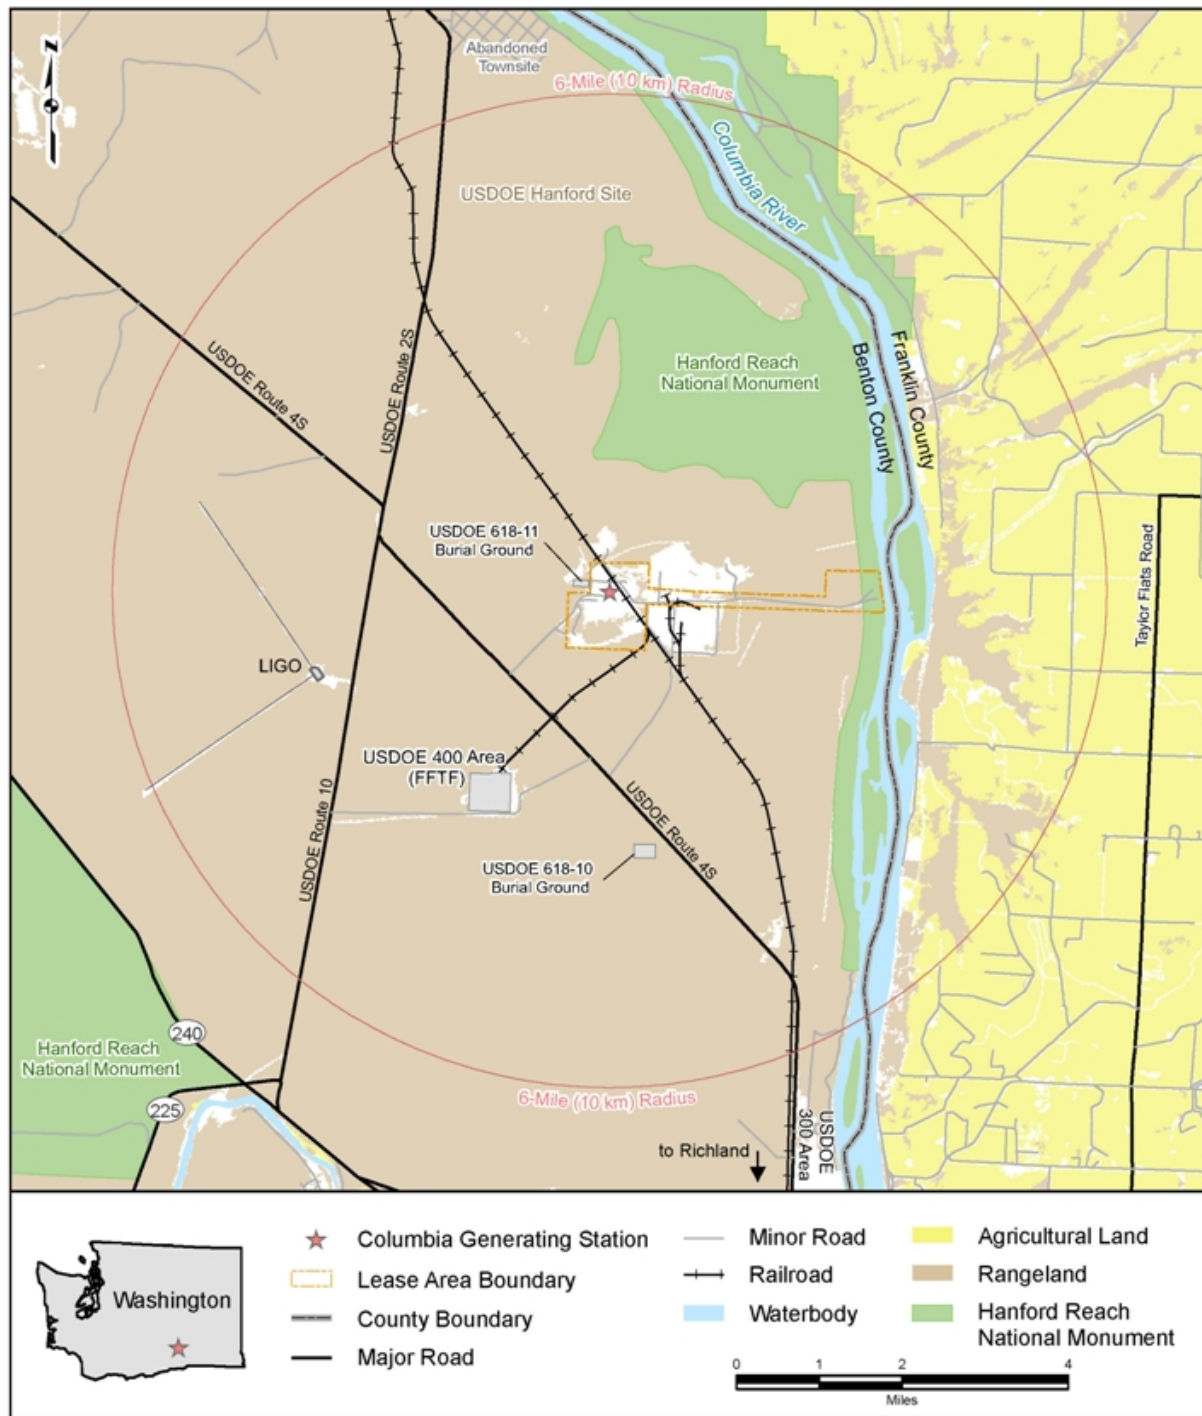 N
Abandoned
Townsite
6-Mile (10 km) Radius
Columbia River
USDOE Hanford Site
Hanford Reach
National Monument
Benton County
Franklin County
USDOE Route 4S
USDOE Route 2S
USDOE 618-11
Burial Ground
Taylor Flats Road
LIGO
USDOE 400 Area
(FFTF)
USDOE Route 10
USDOE Route 4S
USDOE 618-10
Burial Ground
240
Hanford Reach
National Monument
225
6-Mile (10 km) Radius
to Richland
USDOE
300 Area
Washington
Columbia Generating Station
Lease Area Boundary
County Boundary
Major Road
Minor Road
Railroad
Waterbody
Agricultural Land
Rangeland
Hanford Reach
National Monument
0 1 2 4
Miles